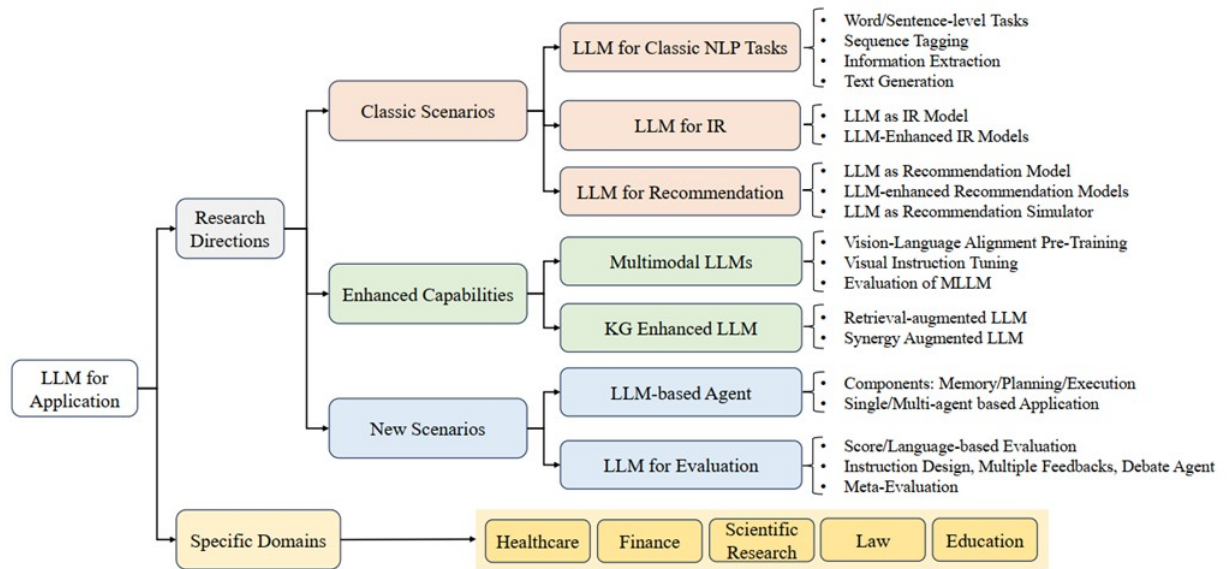 LLM for
Application
Research
Directions
Classic Scenarios
LLM for Classic NLP Tasks
• Word/Sentence-level Tasks
• Sequence Tagging
• Information Extraction
• Text Generation
LLM for IR
• LLM as IR Model
• LLM-Enhanced IR Models
LLM for Recommendation
• LLM as Recommendation Model
• LLM-enhanced Recommendation Models
• LLM as Recommendation Simulator
Enhanced Capabilities
Multimodal LLMs
• Vision-Language Alignment Pre-Training
• Visual Instruction Tuning
• Evaluation of MLLM
KG Enhanced LLM
• Retrieval-augmented LLM
• Synergy Augmented LLM
New Scenarios
LLM-based Agent
• Components: Memory/Planning/Execution
• Single/Multi-agent based Application
LLM for Evaluation
• Score/Language-based Evaluation
• Instruction Design, Multiple Feedbacks, Debate Agent
• Meta-Evaluation
Specific Domains
Healthcare
Finance
Scientific
Research
Law
Education